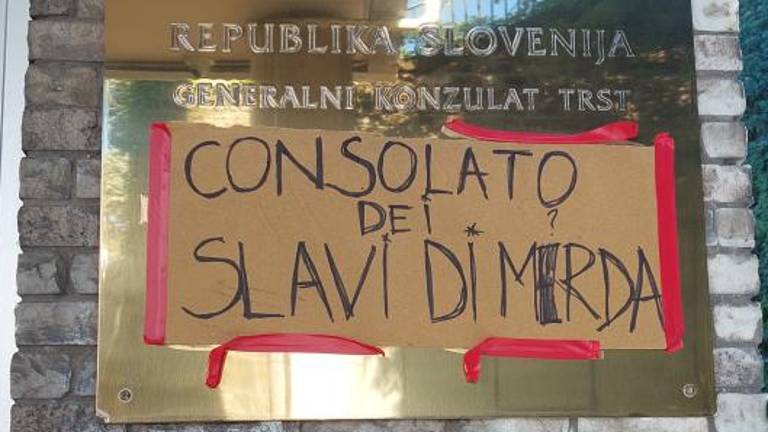 REPUBLIKA SLOVENIJA
GENERALNI KONZULAT TRST
CONSOLATO
DEI ?
SLAVI DI * MERDA